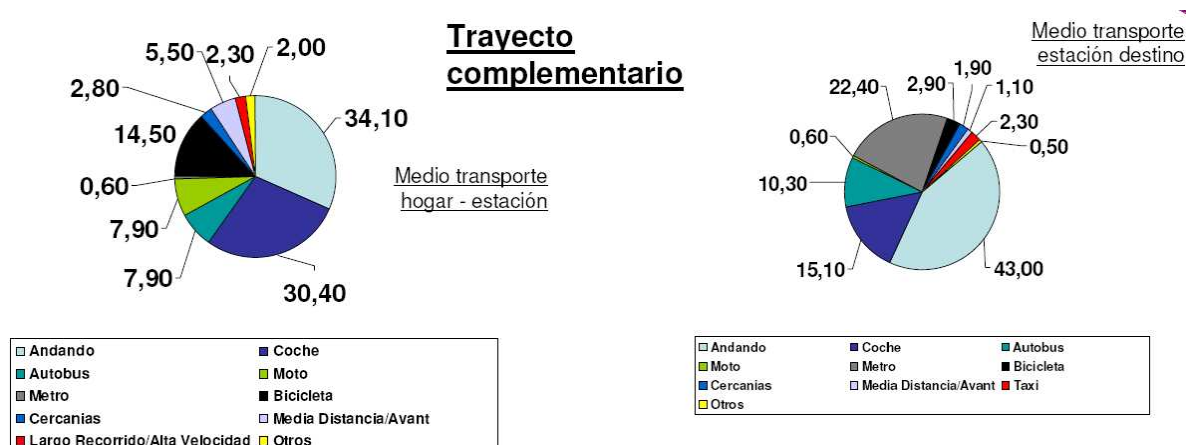 Trayecto
complementario
5,50
2,30
2,00
2,80
34,10
14,50
0,60
7,90
7,90
30,40
Medio transporte
hogar - estación
Andando
Coche
Autobus
Moto
Metro
Bicicleta
Cercanias
Media Distancia/Avant
Largo Recorrido/Alta Velocidad
Otros
Medio transporte
estación destino
22,40
2,90
1,90
1,10
2,30
0,50
0,60
10,30
15,10
43,00
Andando
Coche
Autobus
Moto
Metro
Bicicleta
Cercanias
Media Distancia/Avant
Taxi
Otros